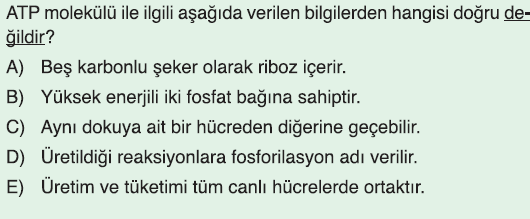 ATP molekülü ile ilgili aşağıda verilen bilgilerden hangisi doğru de-
ğildir?
A) Beş karbonlu şeker olarak riboz içerir.
B) Yüksek enerjili iki fosfat bağına sahiptir.
C) Aynı dokuya ait bir hücreden diğerine geçebilir.
D) Üretildiği reaksiyonlara fosforilasyon adı verilir.
E) Üretim ve tüketimi tüm canlı hücrelerde ortaktır.